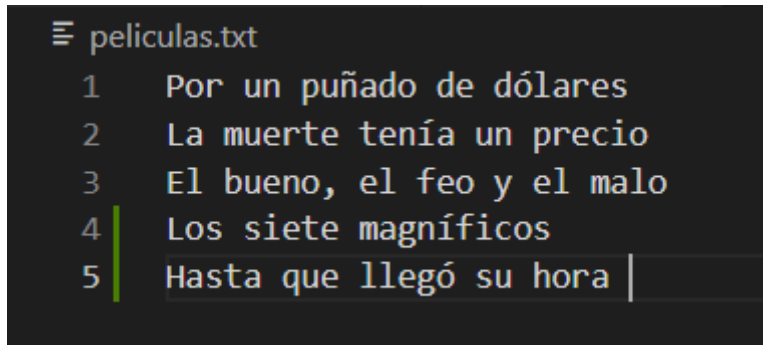 peliculas.txt
1 Por un puñado de dólares
2 La muerte tenía un precio
3 El bueno, el feo y el malo
4 Los siete magníficos
5 Hasta que llegó su hora